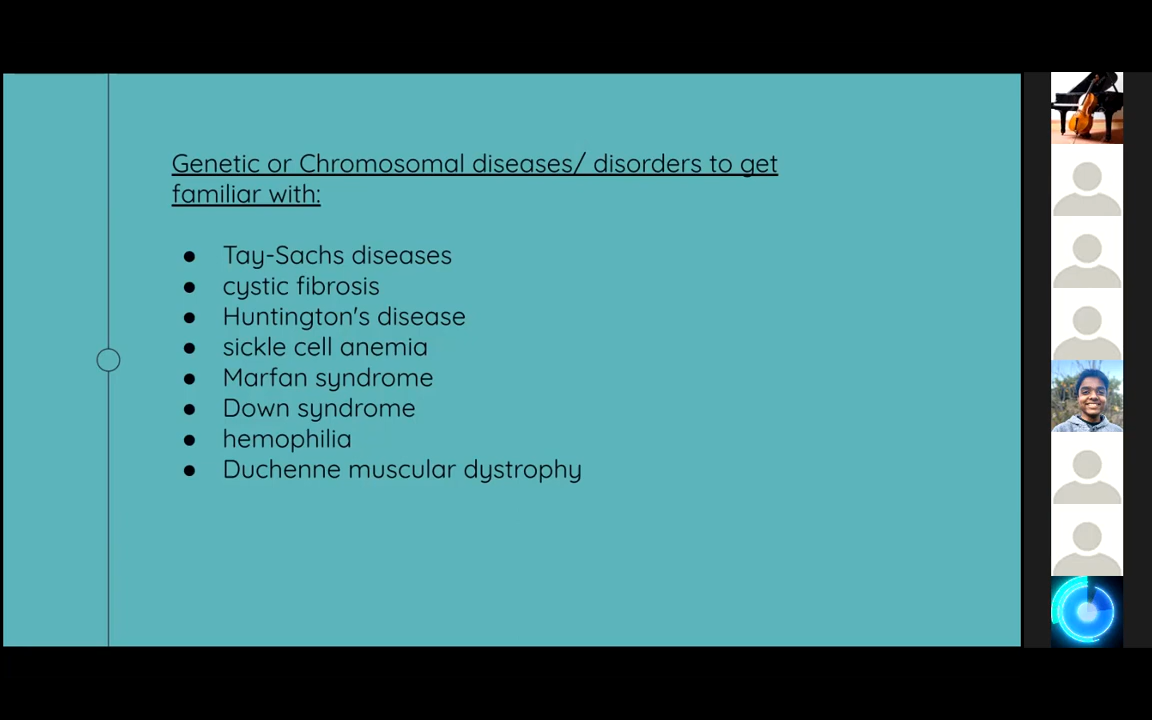 Genetic or Chromosomal diseases/ disorders to get
familiar with:
● Tay-Sachs diseases
● cystic fibrosis
● Huntington's disease
● sickle cell anemia
● Marfan syndrome
● Down syndrome
● hemophilia
● Duchenne muscular dystrophy